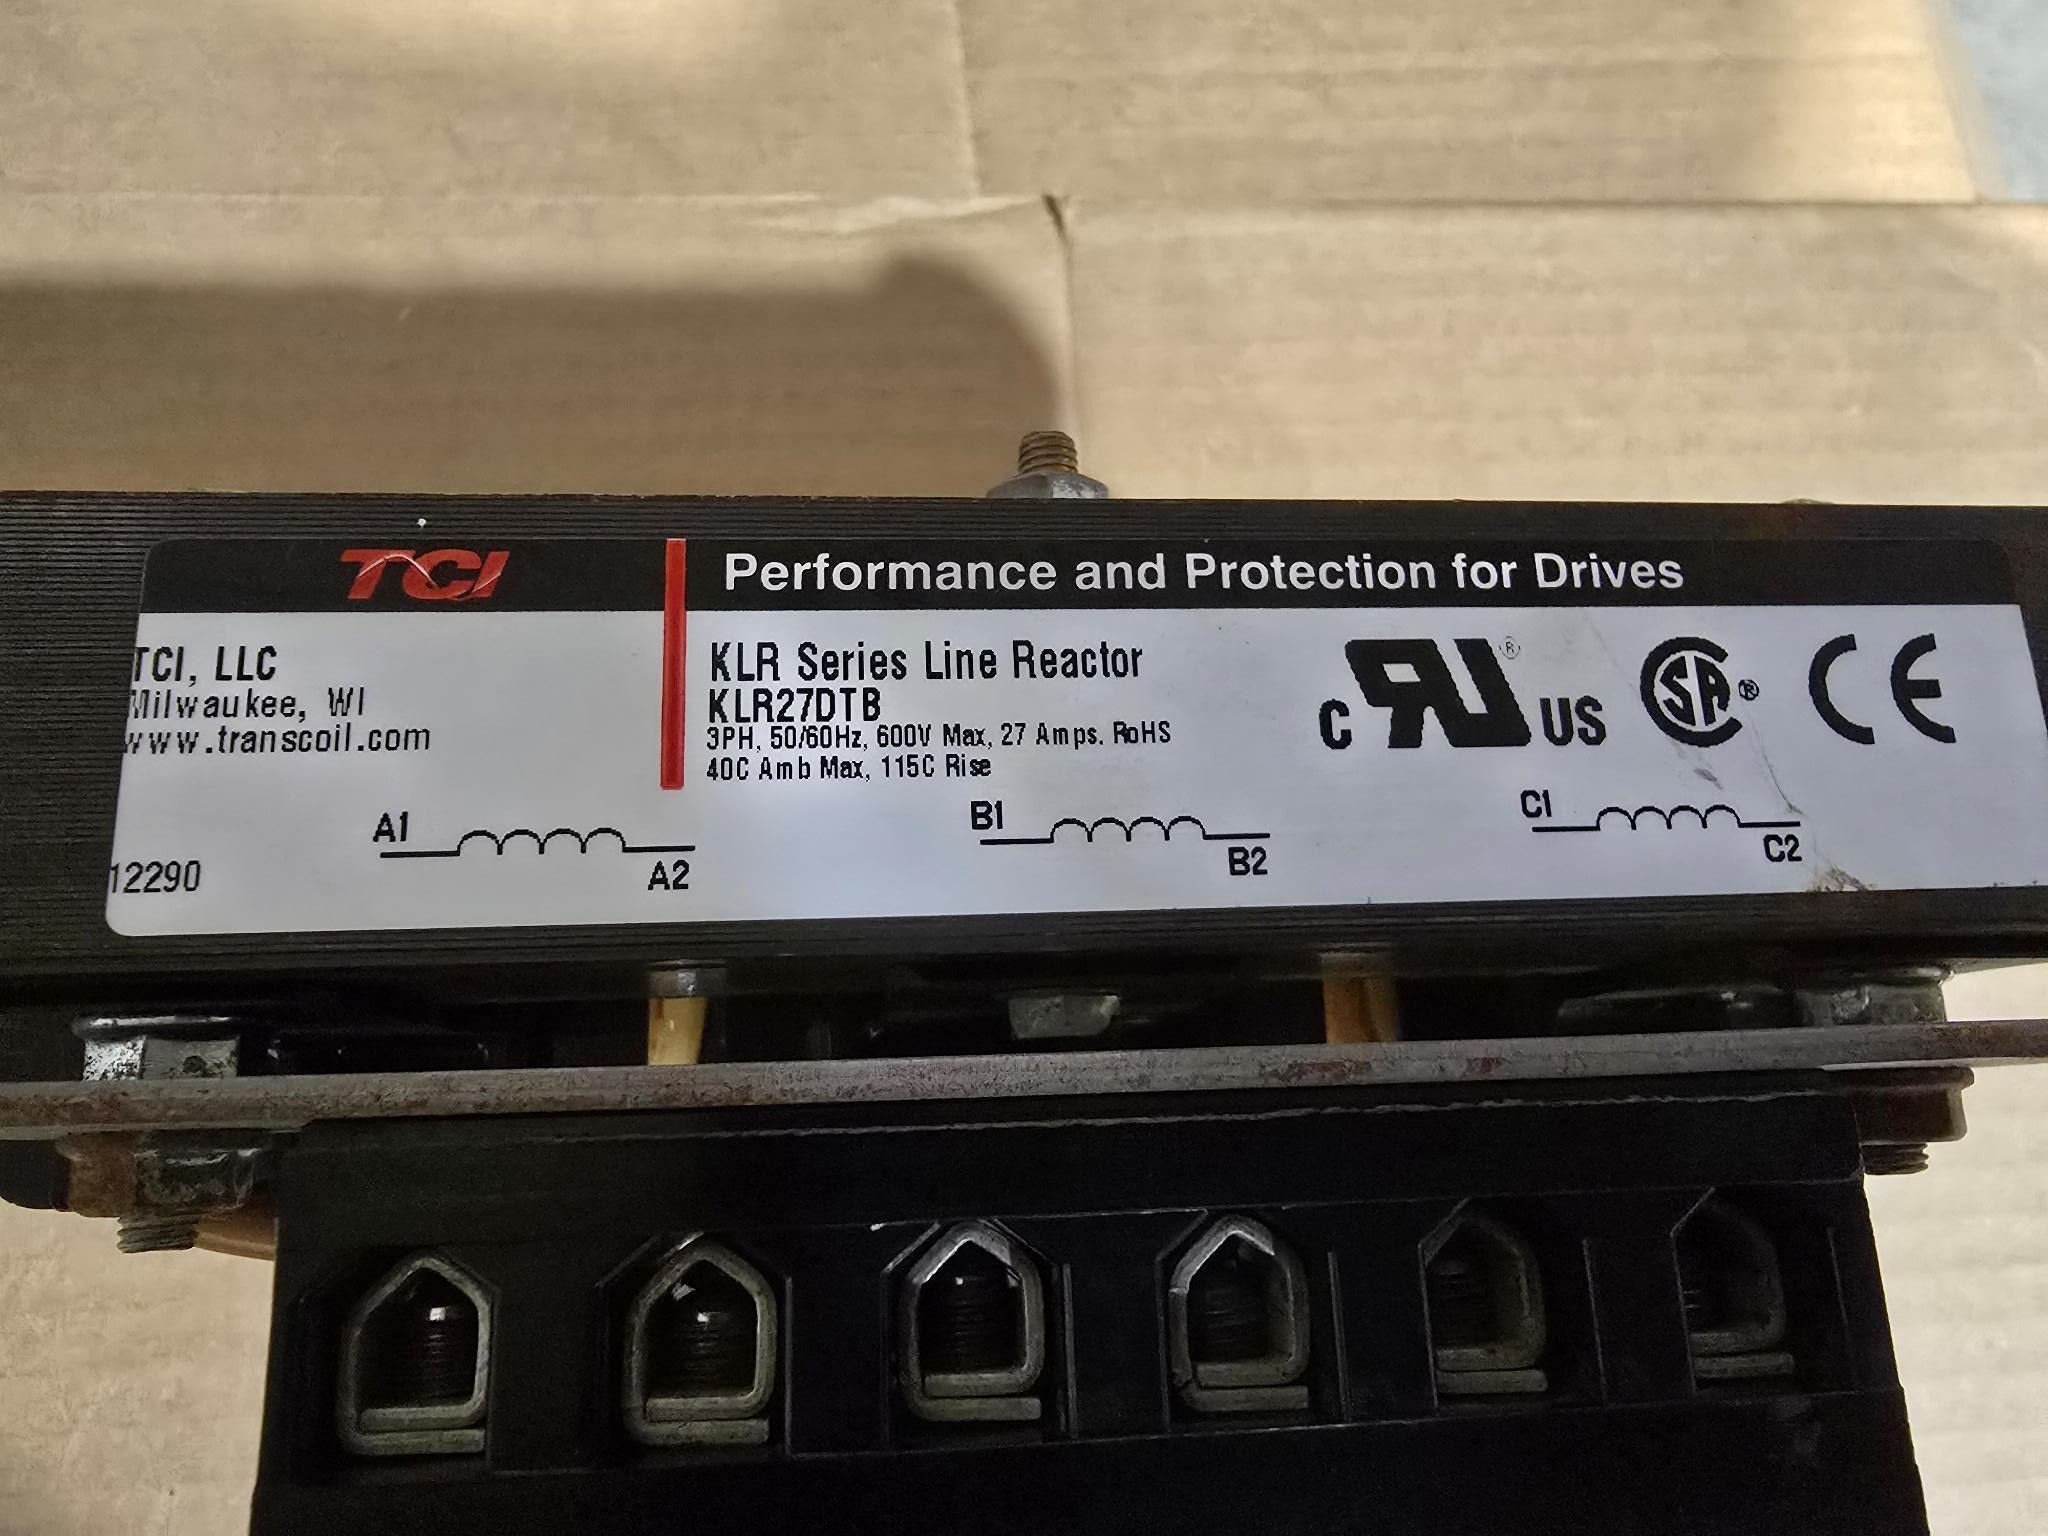 TCI
Performance and Protection for Drives
TCI, LLC
Milwaukee, WI
www.transcoil.com
KLR Series Line Reactor
KLR27DTB
3PH, 50/60Hz, 600V Max, 27 Amps. RoHS
40C Amb Max, 115C Rise
C RU ® US
SA ®
CE
A1
A2
B1
B2
C1
C2
12290